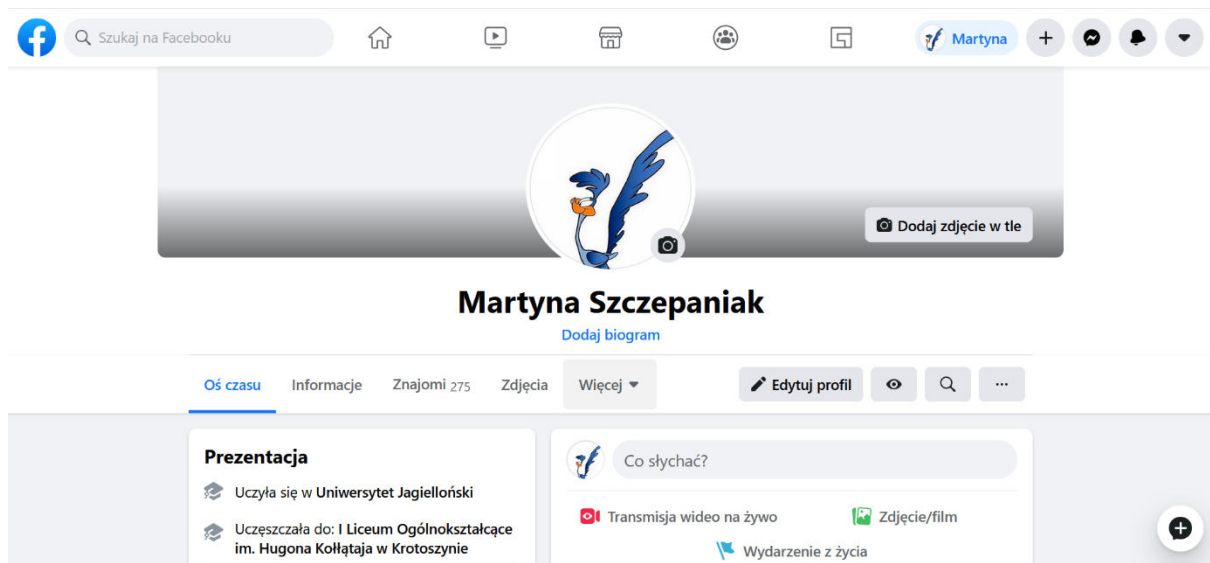 Szukaj na Facebooku
Martyna
Dodaj zdjęcie w tle
Martyna Szczepaniak
Dodaj biogram
Oś czasu Informacje Znajomi 275 Zdjęcia Więcej Edytuj profil
Prezentacja
Uczyła się w Uniwersytet Jagielloński
Uczęszczała do: I Liceum Ogólnokształcące
im. Hugona Kołłątaja w Krotoszynie
Co słychać?
Transmisja wideo na żywo Zdjęcie/film
Wydarzenie z życia